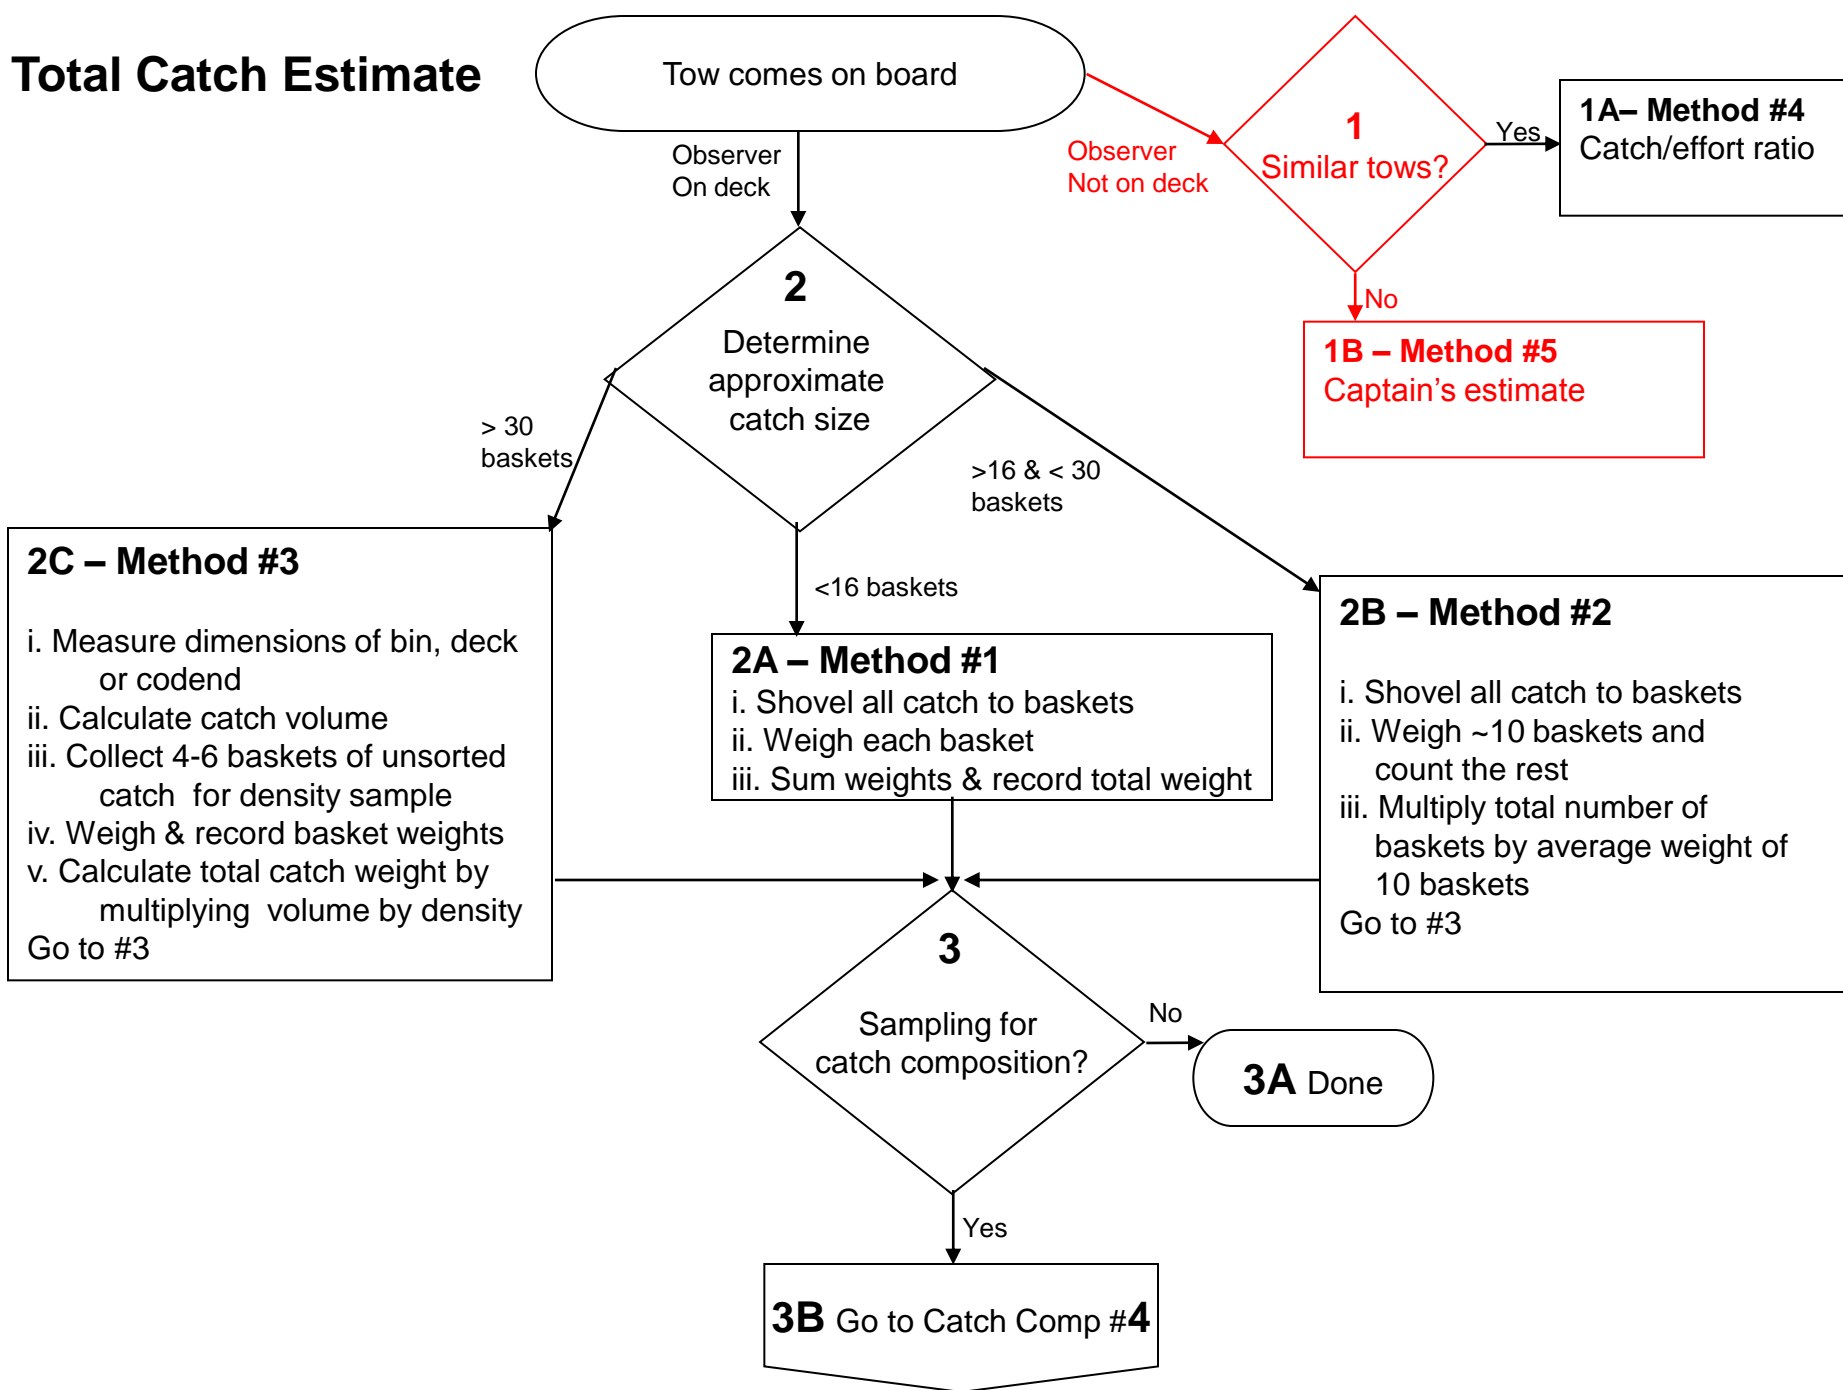 Total Catch Estimate
Tow comes on board
Observer
On deck
Observer
Not on deck
1
Similar tows?
Yes
1A– Method #4
Catch/effort ratio
No
1B – Method #5
Captain's estimate
2
Determine
approximate
catch size
> 30
baskets
<16 baskets
>16 & < 30
baskets
2C – Method #3
i. Measure dimensions of bin, deck
or codend
ii. Calculate catch volume
iii. Collect 4-6 baskets of unsorted
catch for density sample
iv. Weigh & record basket weights
v. Calculate total catch weight by
multiplying volume by density
Go to #3
2A – Method #1
i. Shovel all catch to baskets
ii. Weigh each basket
iii. Sum weights & record total weight
2B – Method #2
i. Shovel all catch to baskets
ii. Weigh ~10 baskets and
count the rest
iii. Multiply total number of
baskets by average weight of
10 baskets
Go to #3
3
Sampling for
catch composition?
No
3A Done
Yes
3B Go to Catch Comp #4